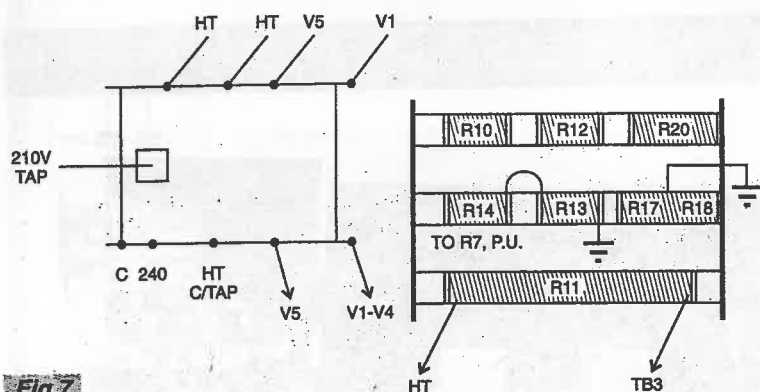 HT HT V5 V1
210V
TAP
C 240 HT
C/TAP
V5 V1-V4
R10 R12 R20
R14 R13 R17 R18
TO R7, P.U.
R11
HT TB3
Fig 7